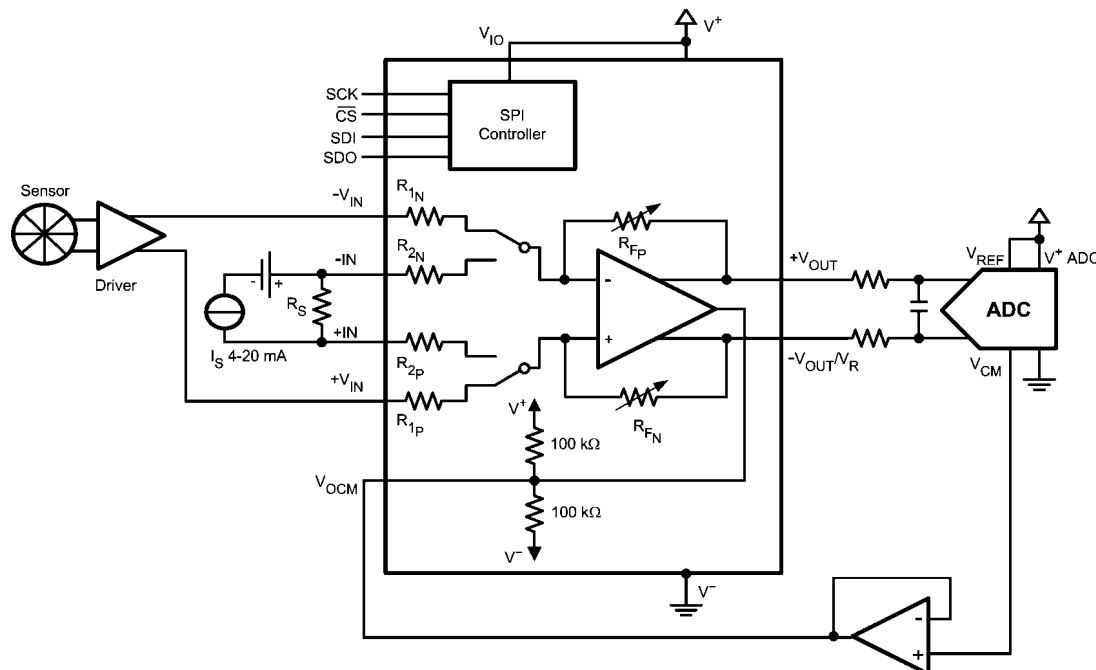 V+
VIO
SCK
CS
SDI
SDO
SPI
Controller
Sensor
Driver
-VIN
R1N
-IN
R2N
- +
RS
IS 4-20 mA
+IN
R2P
+VIN
R1P
RFP
-
+
RFN
+VOUT
-VOUT/VR
VREF
V+ ADC
ADC
VCM
V+
100 kΩ
VOCM
100 kΩ
V-
V-
-
+